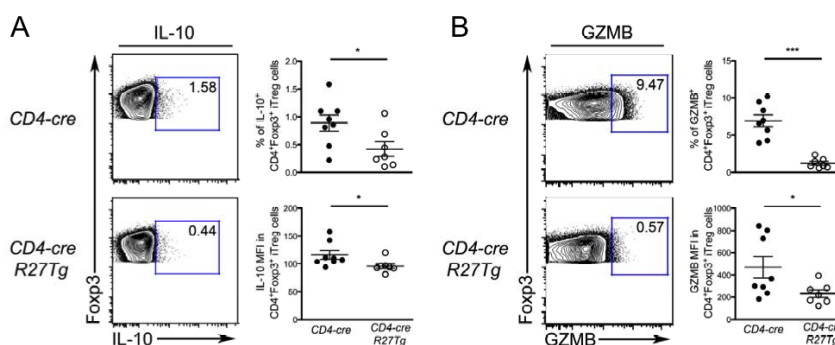 A
IL-10
CD4-cre
1.58
CD4-cre
R27Tg
0.44
Foxp3
IL-10
2.0
1.5
1.0
0.5
0.0
% of IL-10+
CD4+Foxp3+ iTreg cells
*
200
150
100
50
0
IL-10 MFI in
CD4+Foxp3+ iTreg cells
*
CD4-cre
CD4-cre
R27Tg
B
GZMB
CD4-cre
9.47
CD4-cre
R27Tg
0.57
Foxp3
GZMB
15
10
5
0
% of GZMB+
CD4+Foxp3+ iTreg cells
***
1000
800
600
400
200
0
GZMB MFI in
CD4+Foxp3+ iTreg cells
*
CD4-cre
CD4-cre
R27Tg